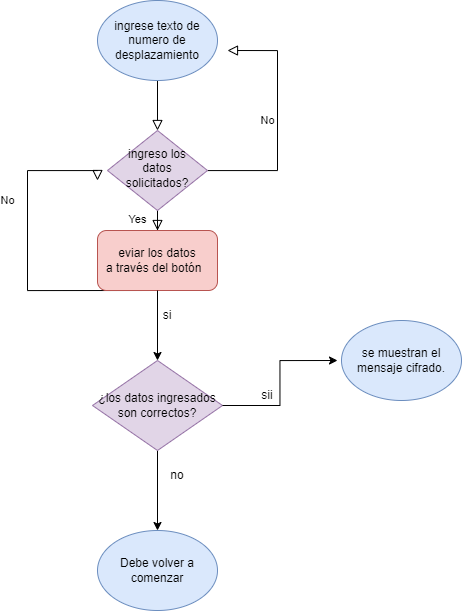 ingrese texto de
numero de
desplazamiento
No
ingreso los
datos
solicitados?
No
Yes
eviar los datos
a través del botón
si
se muestran el
mensaje cifrado.
¿los datos ingresados
son correctos?
sii
no
Debe volver a
comenzar